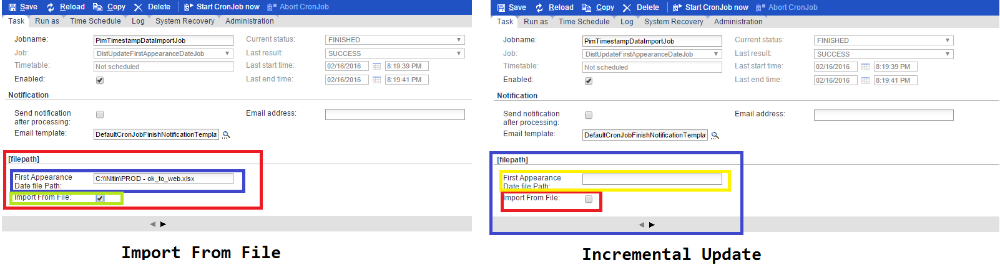 Save Reload Copy Delete Start CronJob now Abort CronJob
Task Run as Time Schedule Log System Recovery Administration
Jobname: PimTimestampDataImportJob Current status: FINISHED
Job: DistUpdateFirstAppearanceDateJob Last result: SUCCESS
Timetable: Not scheduled Last start time: 02/16/2016 8:19:39 PM
Enabled: Last end time: 02/16/2016 8:19:41 PM
Notification
Send notification after processing: Email address:
Email template: DefaultCronJobFinishNotificationTempla
[filepath]
First Appearance Date file Path: C:\\Nitin\PROD - ok_to_web.xlsx
Import From File:
Import From File
Save Reload Copy Delete Start CronJob now Abort CronJob
Task Run as Time Schedule Log System Recovery Administration
Jobname: PimTimestampDataImportJob Current status: FINISHED
Job: DistUpdateFirstAppearanceDateJob Last result: SUCCESS
Timetable: Not scheduled Last start time: 02/16/2016 8:19:39 PM
Enabled: Last end time: 02/16/2016 8:19:41 PM
Notification
Send notification after processing: Email address:
Email template: DefaultCronJobFinishNotificationTempla
[filepath]
First Appearance Date file Path:
Import From File:
Incremental Update